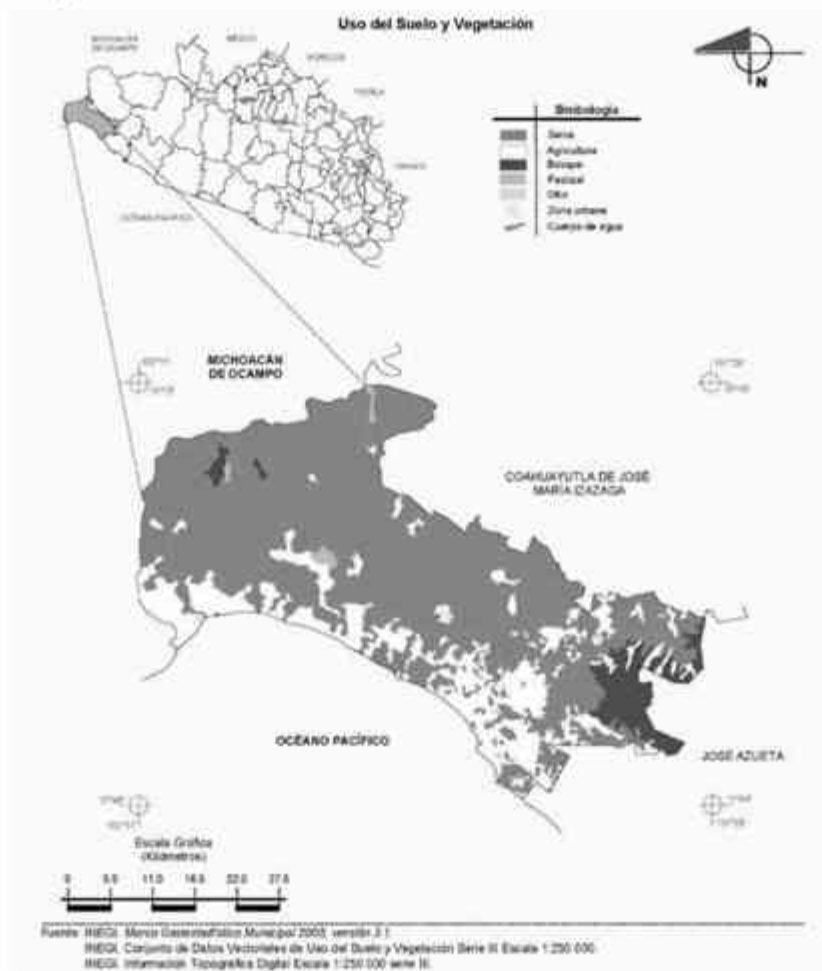 Uso del Suelo y Vegetación
MICHOACÁN
DE OCAMPO
MÉXICO
MORELOS
PUEBLA
OAXACA
OCÉANO PACÍFICO
N
Simbología
Selva
Agricultura
Bosque
Pastizal
Otro
Zona urbana
Cuerpo de agua
MICHOACÁN
DE OCAMPO
COAHUAYUTLA DE JOSÉ
MARÍA IZAZAGA
OCÉANO PACÍFICO
JOSÉ AZUETA
Escala Gráfica
(Kilómetros)
0 5.5 11.0 16.5 22.0 27.5
Fuente: INEGI. Marco Geoestadístico Municipal 2005, versión 3.1
INEGI. Conjunto de Datos Vectoriales de Uso del Suelo y Vegetación Serie III Escala 1:250 000.
INEGI. Información Topográfica Digital Escala 1:250 000 serie III.